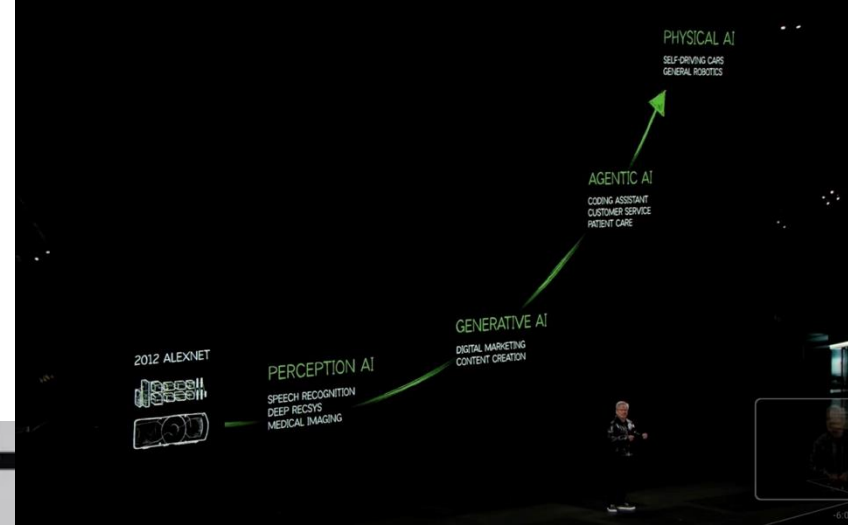 PHYSICAL AI
SELF-DRIVING CARS
GENERAL ROBOTICS
AGENTIC AI
CODING ASSISTANT
CUSTOMER SERVICE
PATIENT CARE
GENERATIVE AI
DIGITAL MARKETING
CONTENT CREATION
2012 ALEXNET
PERCEPTION AI
SPEECH RECOGNITION
DEEP RECSYS
MEDICAL IMAGING